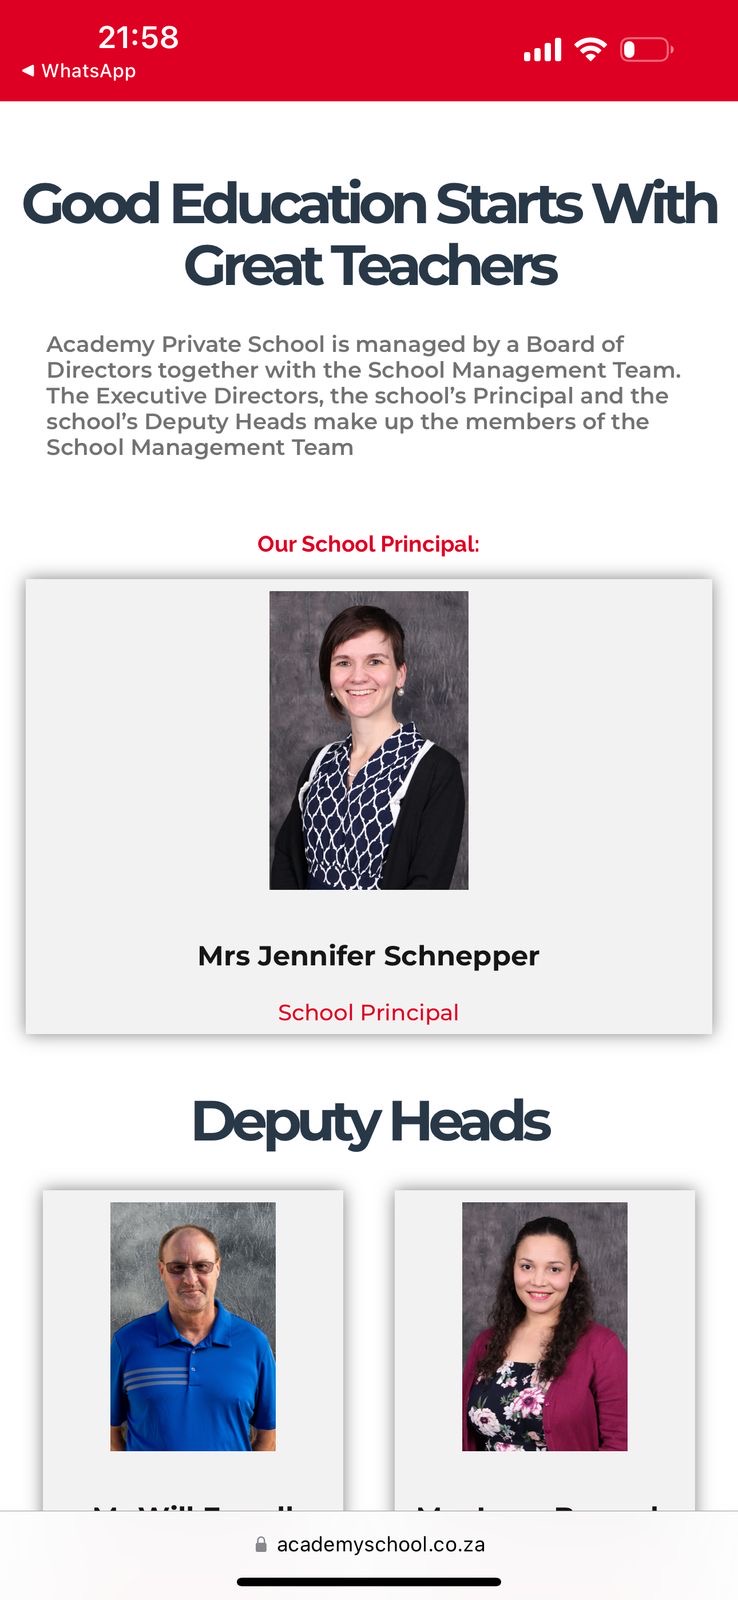 21:58
◀ WhatsApp
Good Education Starts With
Great Teachers
Academy Private School is managed by a Board of
Directors together with the School Management Team.
The Executive Directors, the school’s Principal and the
school’s Deputy Heads make up the members of the
School Management Team
Our School Principal:
Mrs Jennifer Schnepper
School Principal
Deputy Heads
academyschool.co.za